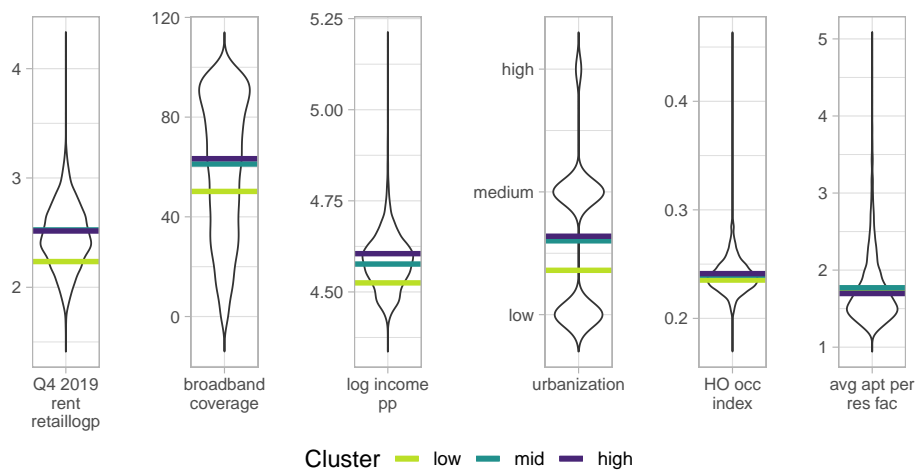 4
3
2
Q4 2019
rent
retaillogp
120
80
40
0
broadband
coverage
5.25
5.00
4.75
4.50
log income
pp
high
medium
low
urbanization
0.4
0.3
0.2
HO occ
index
5
4
3
2
1
avg apt per
res fac
Cluster low mid high